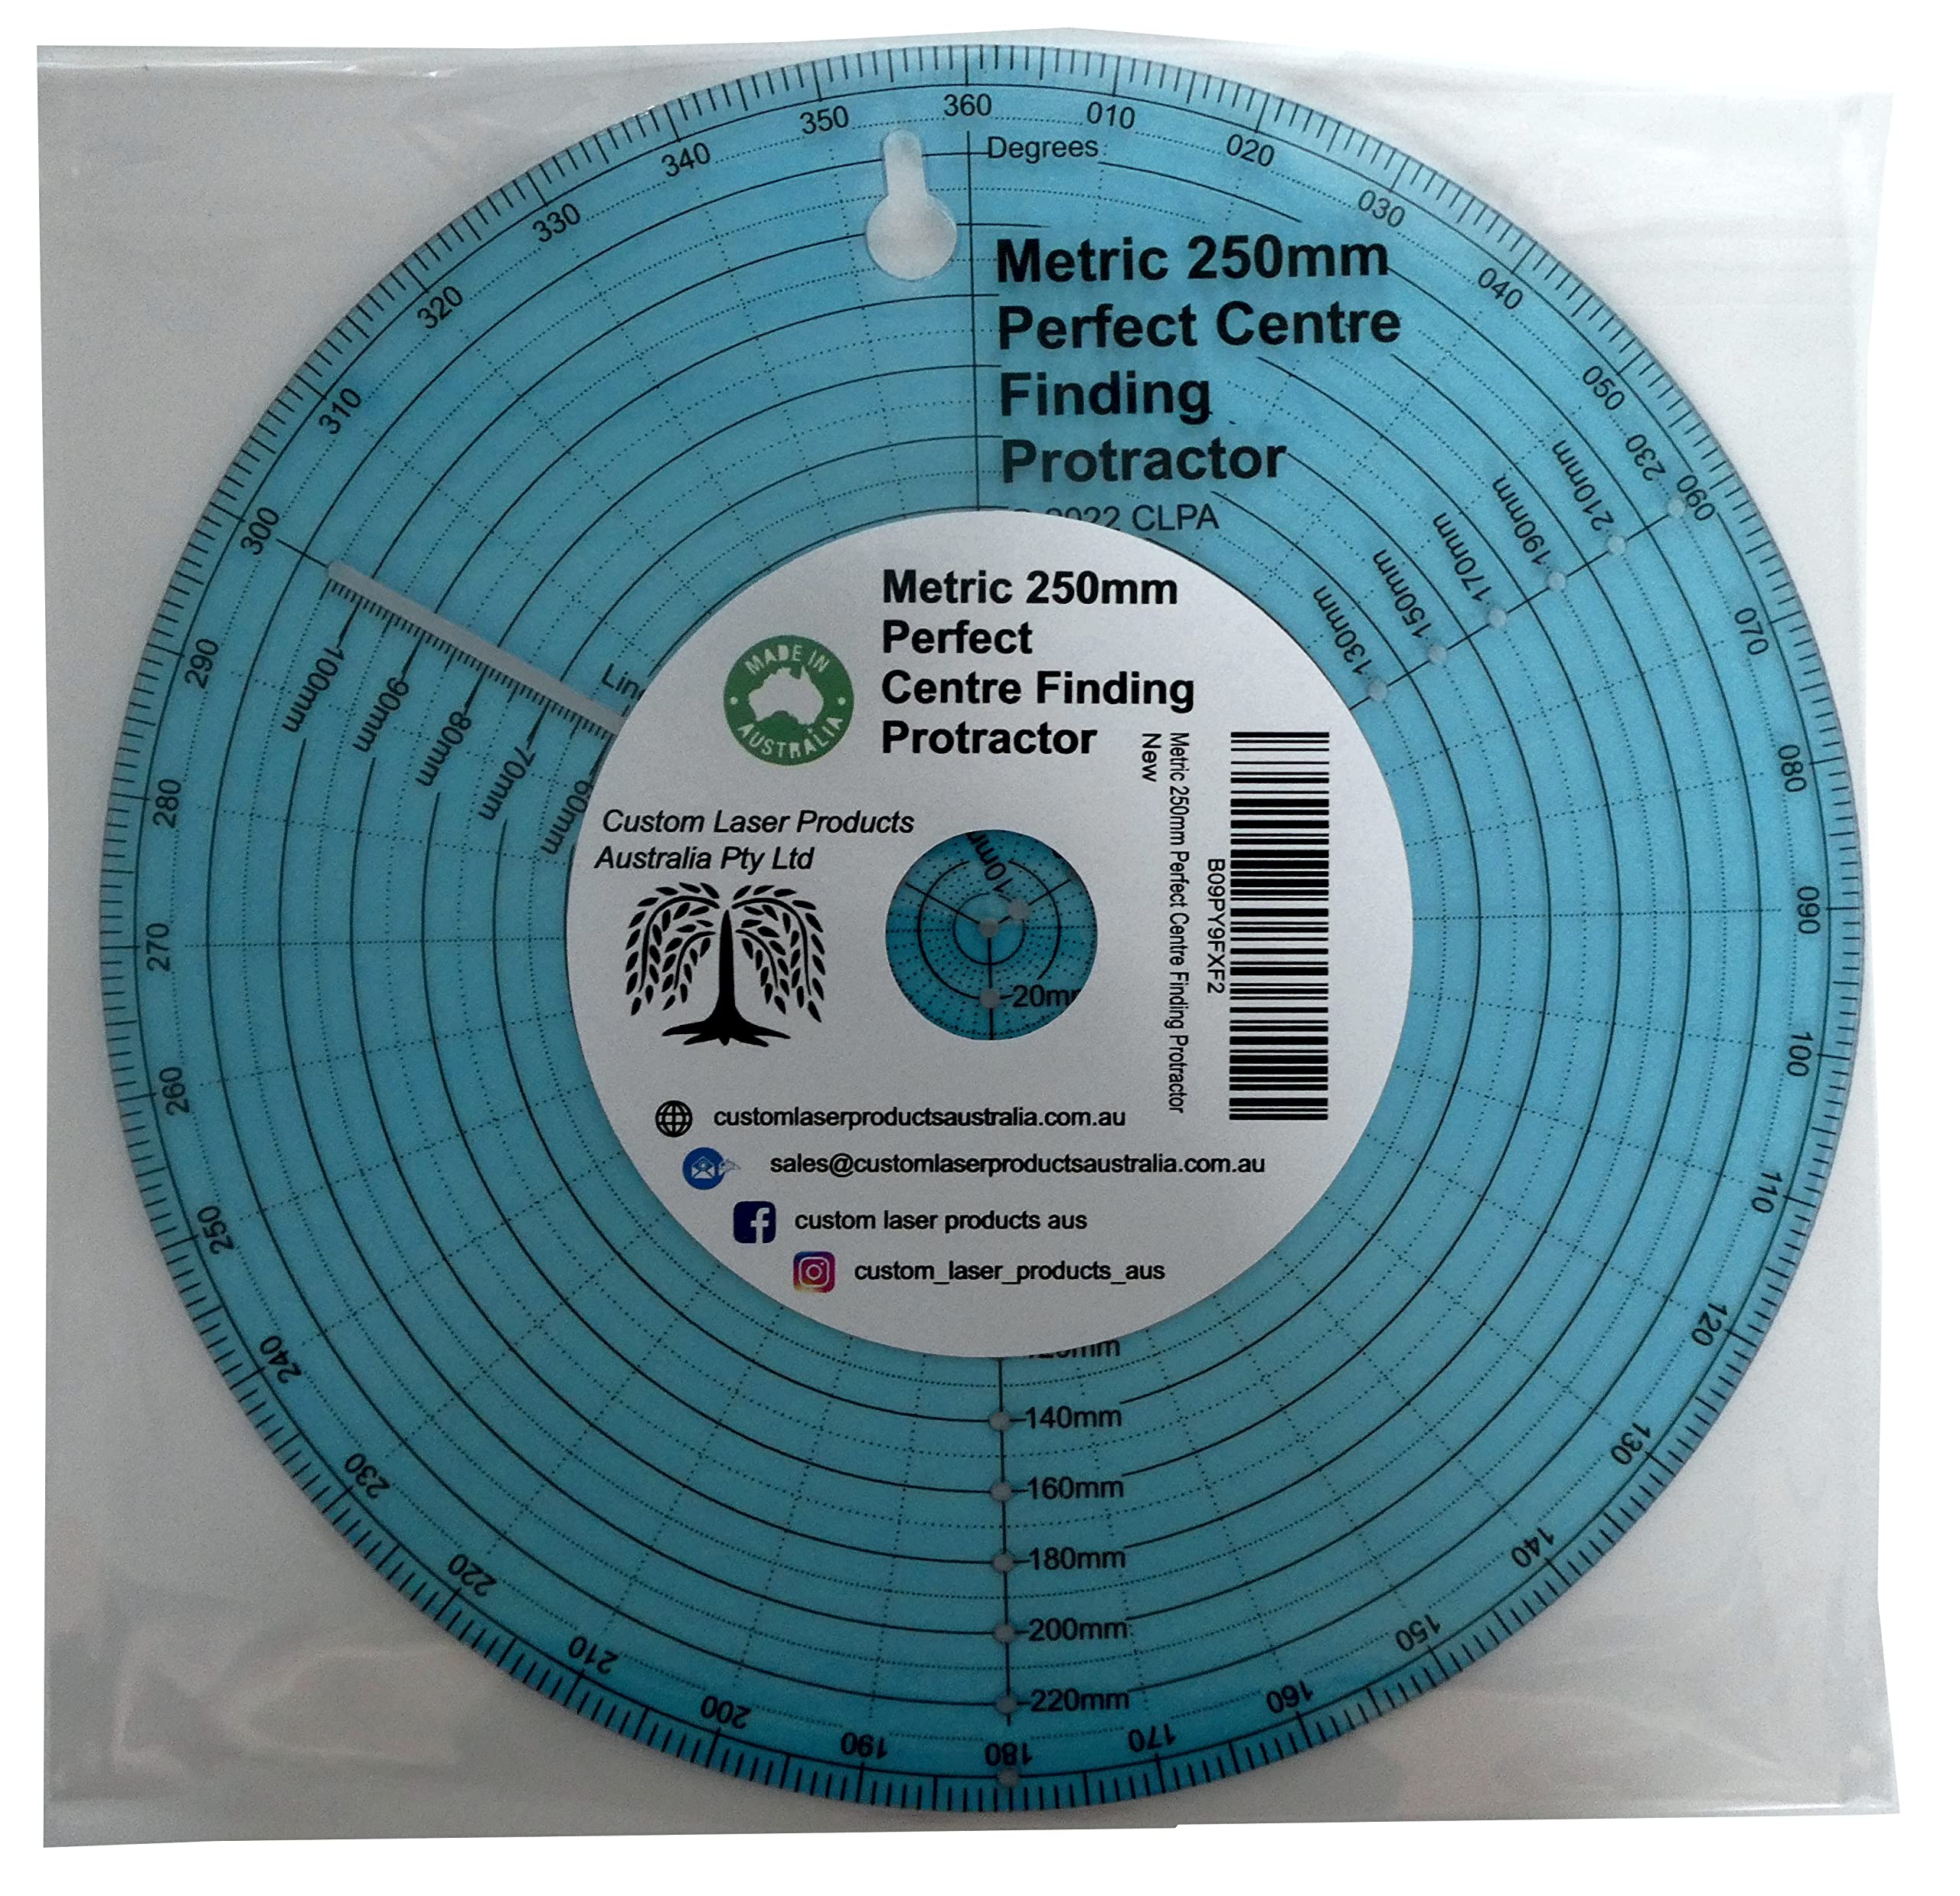 360
010
020
030
040
050
060
070
080
090
100
110
120
130
140
150
160
170
180
190
200
210
220
230
240
250
260
270
280
290
300
310
320
330
340
350
Degrees
Metric 250mm
Perfect Centre
Finding
Protractor
2022 CLPA
230
210mm
190mm
170mm
150mm
130mm
100mm
90mm
80mm
70mm
60mm
Metric 250mm
Perfect
Centre Finding
Protractor
MADE IN
AUSTRALIA
Custom Laser Products
Australia Pty Ltd
10mm
20mm
Metric 250mm Perfect Centre Finding Protractor
New
B09PY9FXF2
customlaserproductsaustralia.com.au
sales@customlaserproductsaustralia.com.au
custom laser products aus
custom_laser_products_aus
140mm
160mm
180mm
200mm
220mm